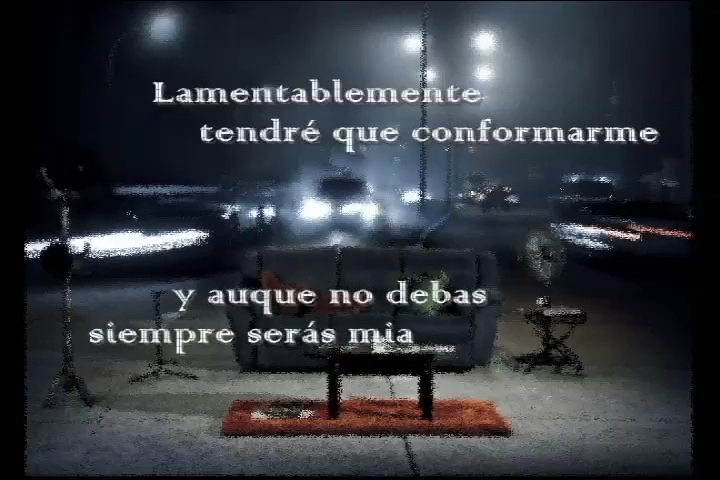 Lamentablemente
tendré que conformarme
y auque no debas
siempre serás mia